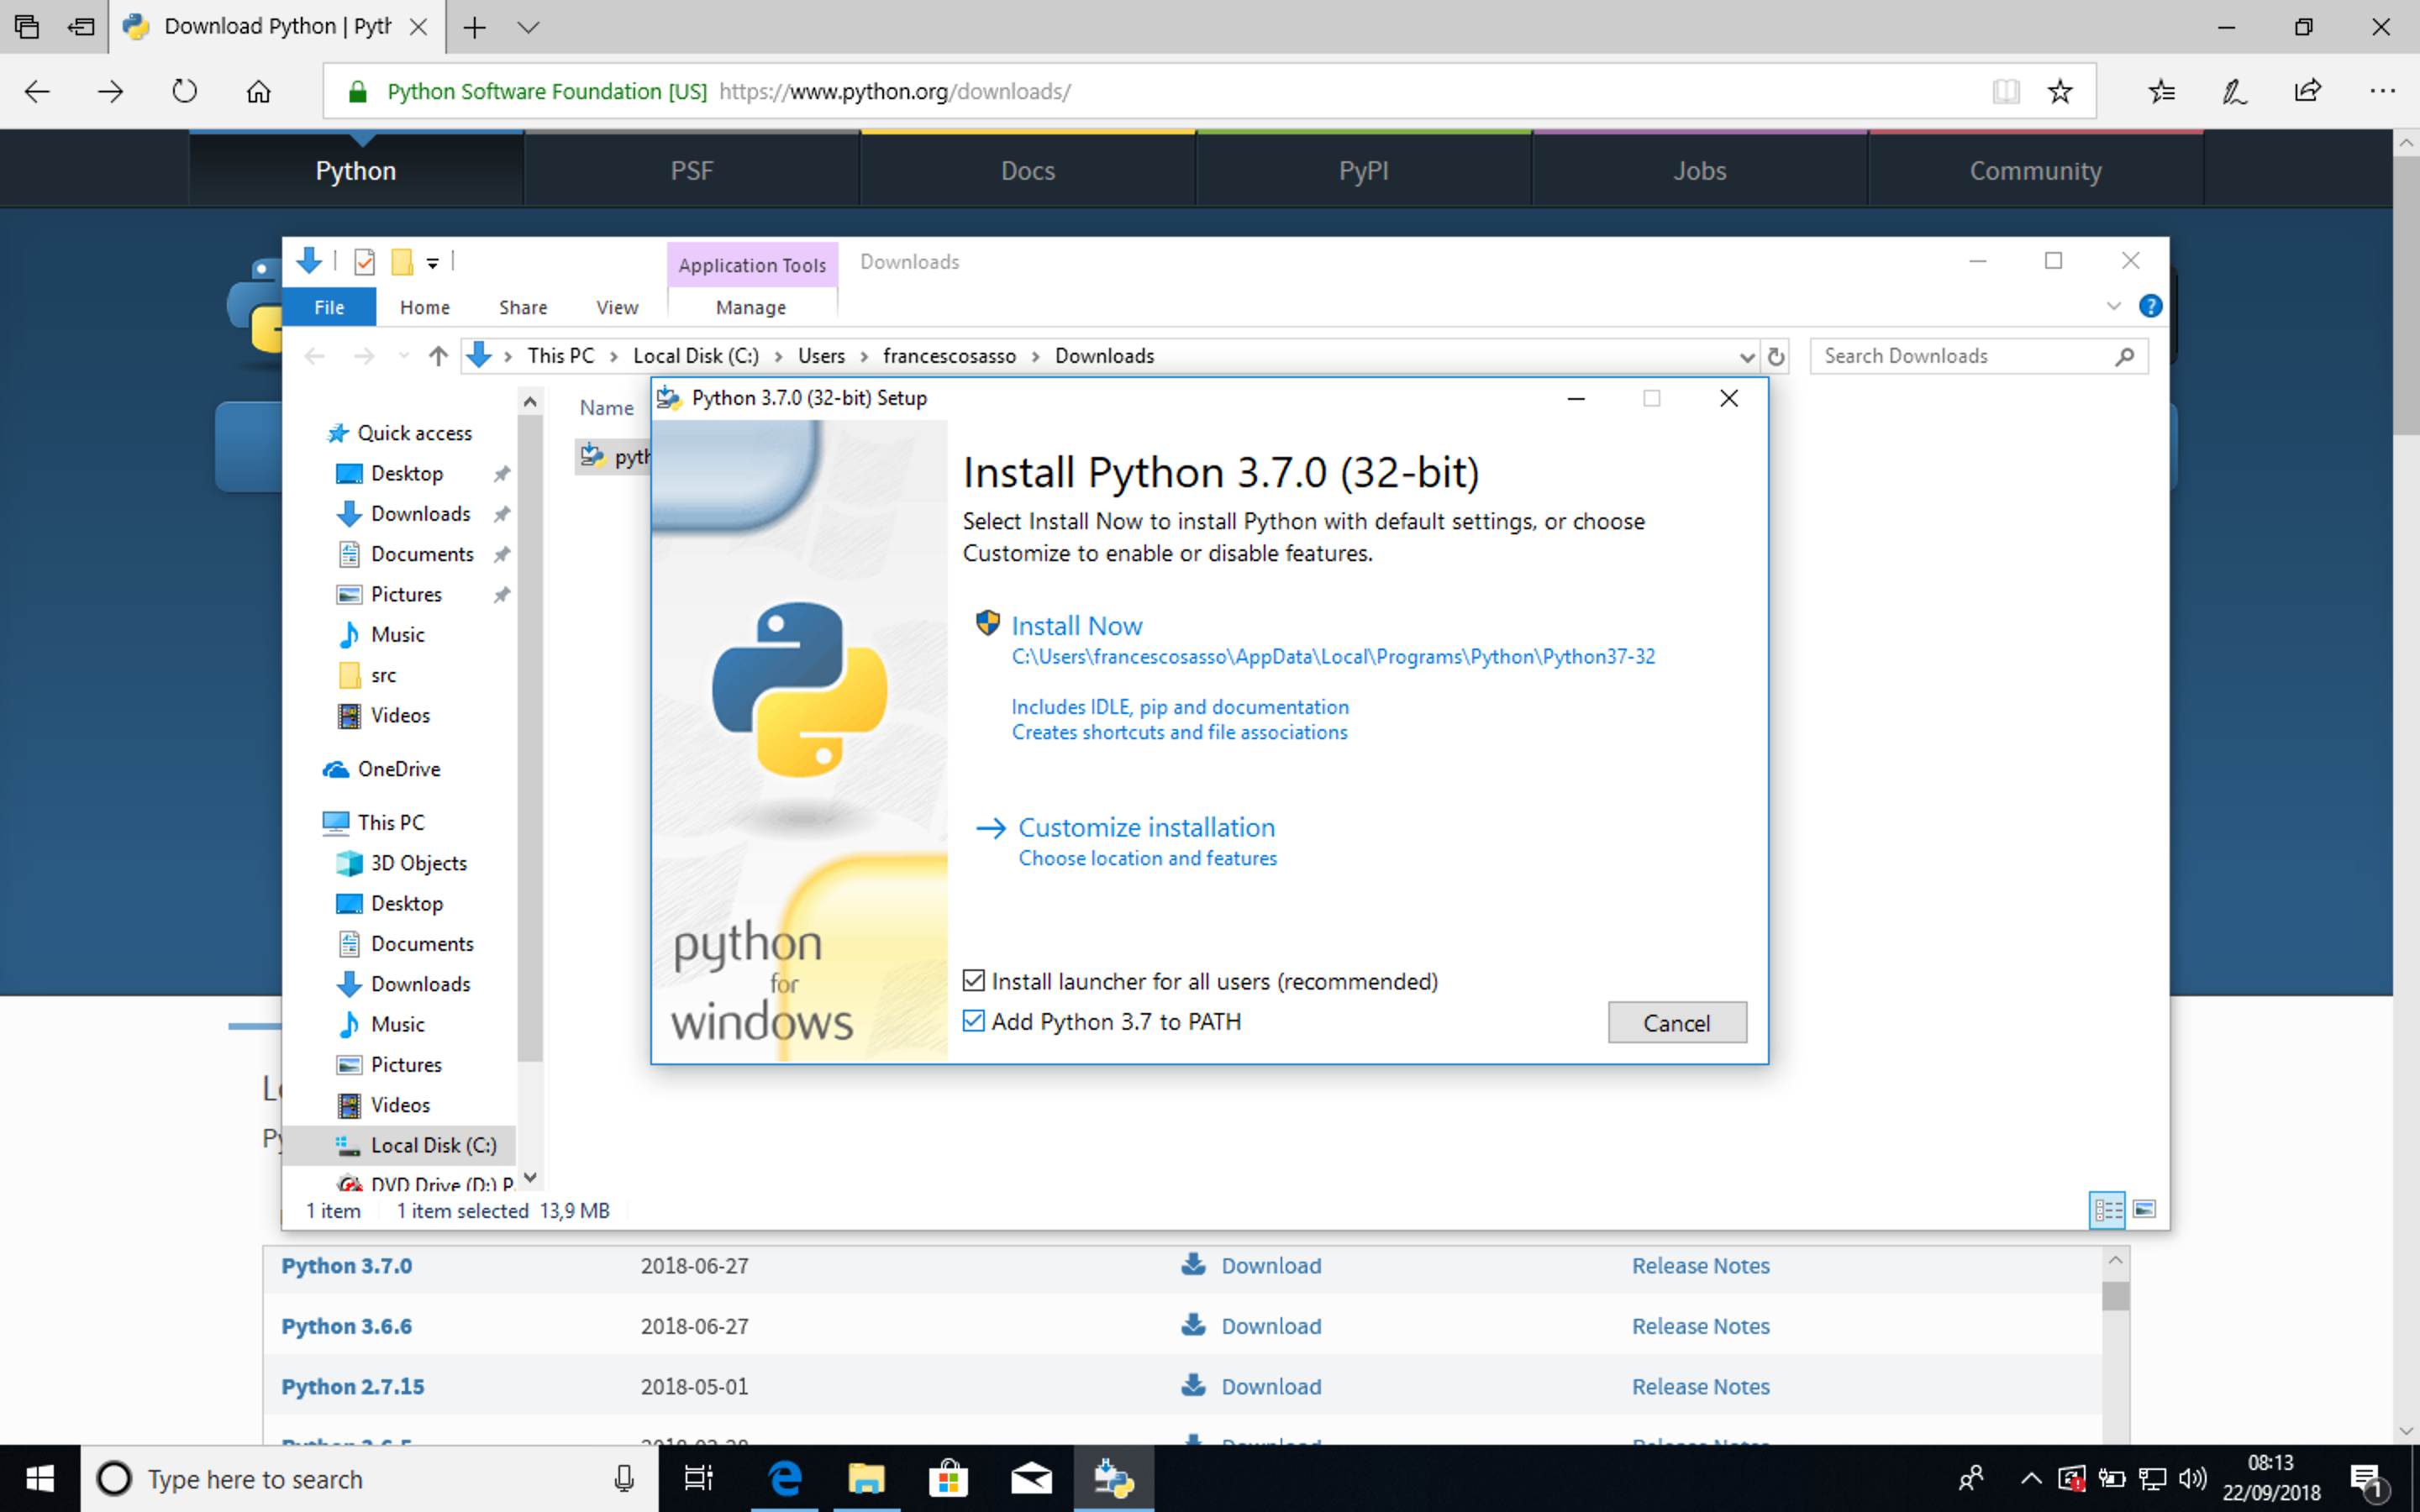 Download Python | Pyth
Python Software Foundation [US] https://www.python.org/downloads/
Python PSF Docs PyPI Jobs Community
Application Tools Downloads
File Home Share View Manage
This PC > Local Disk (C:) > Users > francescosasso > Downloads
Search Downloads
Name
pyth
Quick access
Desktop
Downloads
Documents
Pictures
Music
src
Videos
OneDrive
This PC
3D Objects
Desktop
Documents
Downloads
Music
Pictures
Videos
Local Disk (C:)
DVD Drive (D:) P
1 item 1 item selected 13,9 MB
Python 3.7.0 (32-bit) Setup
Install Python 3.7.0 (32-bit)
Select Install Now to install Python with default settings, or choose
Customize to enable or disable features.
Install Now
C:\Users\francescosasso\AppData\Local\Programs\Python\Python37-32
Includes IDLE, pip and documentation
Creates shortcuts and file associations
Customize installation
Choose location and features
python
for
windows
Install launcher for all users (recommended)
Add Python 3.7 to PATH
Cancel
Python 3.7.0 2018-06-27 Download Release Notes
Python 3.6.6 2018-06-27 Download Release Notes
Python 2.7.15 2018-05-01 Download Release Notes
Type here to search
08:13
22/09/2018
1